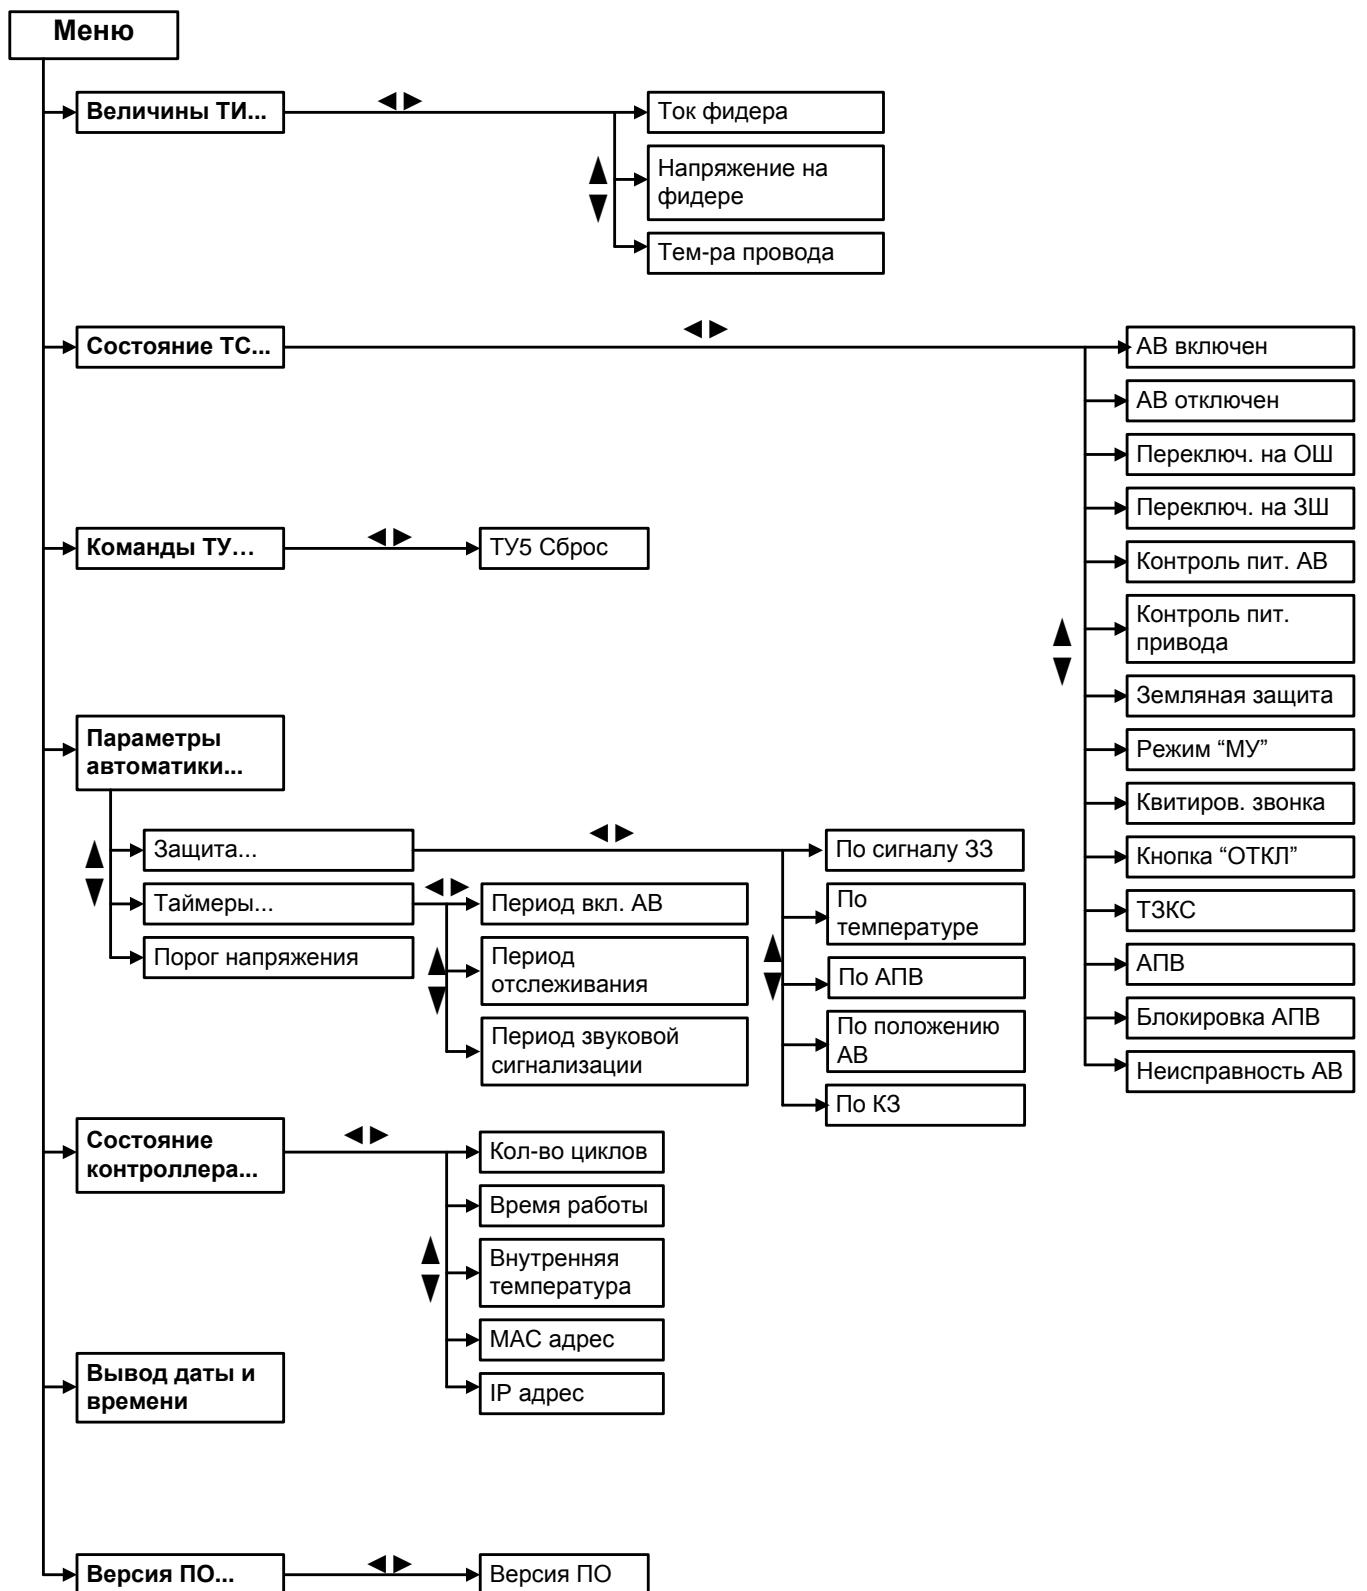 Меню
Величины ТИ...
Ток фидера
Напряжение на
фидере
Тем-ра провода
Состояние ТС...
АВ включен
АВ отключен
Переключ. на ОШ
Переключ. на ЗШ
Контроль пит. АВ
Контроль пит.
привода
Земляная защита
Режим “МУ”
Квитиров. звонка
Кнопка “ОТКЛ”
ТЗКС
АПВ
Блокировка АПВ
Неисправность АВ
Команды ТУ...
ТУ5 Сброс
Параметры
автоматики...
Защита...
По сигналу ЗЗ
По
температуре
По АПВ
По положению
АВ
По КЗ
Таймеры...
Период вкл. АВ
Период
отслеживания
Период звуковой
сигнализации
Порог напряжения
Состояние
контроллера...
Кол-во циклов
Время работы
Внутренняя
температура
MAC адрес
IP адрес
Вывод даты и
времени
Версия ПО...
Версия ПО